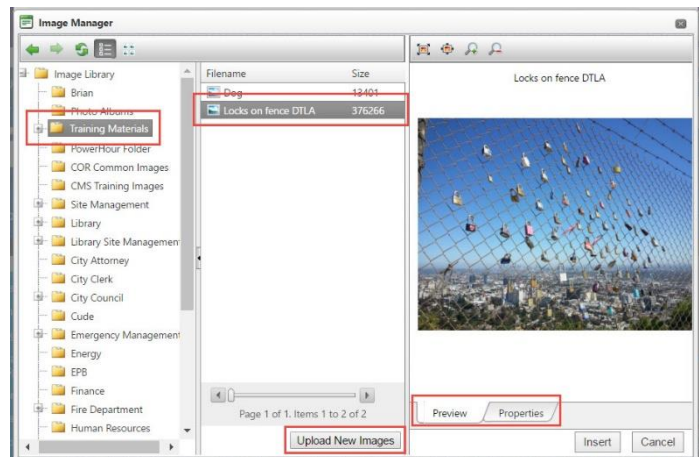 Image Manager
Image Library
Brian
Photo Albums
Training Materials
PowerHour Folder
COR Common Images
CMS Training Images
Site Management
Library
Library Site Management
City Attorney
City Clerk
City Council
Cude
Emergency Management
Energy
EPB
Finance
Fire Department
Human Resources
Filename Size
Dog 13401
Locks on fence DTLA 376266
Page 1 of 1. Items 1 to 2 of 2
Upload New Images
Locks on fence DTLA
Preview Properties
Insert Cancel